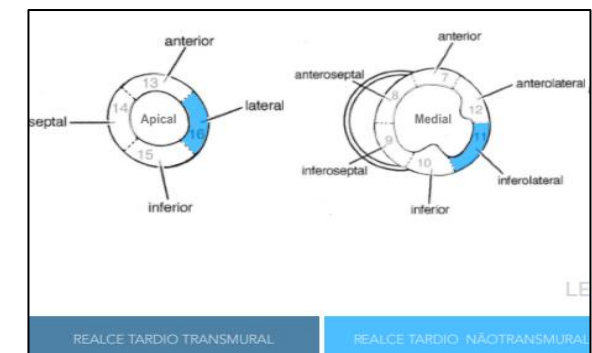 anterior
13
14
septal
Apical
lateral
16
15
inferior
anterior
7
anteroseptal
8
anterolateral
12
Medial
11
9
inferoseptal
10
inferolateral
inferior
LE
REALCE TARDIO TRANSMURAL
REALCE TARDIO NÃOTRANSMURAL